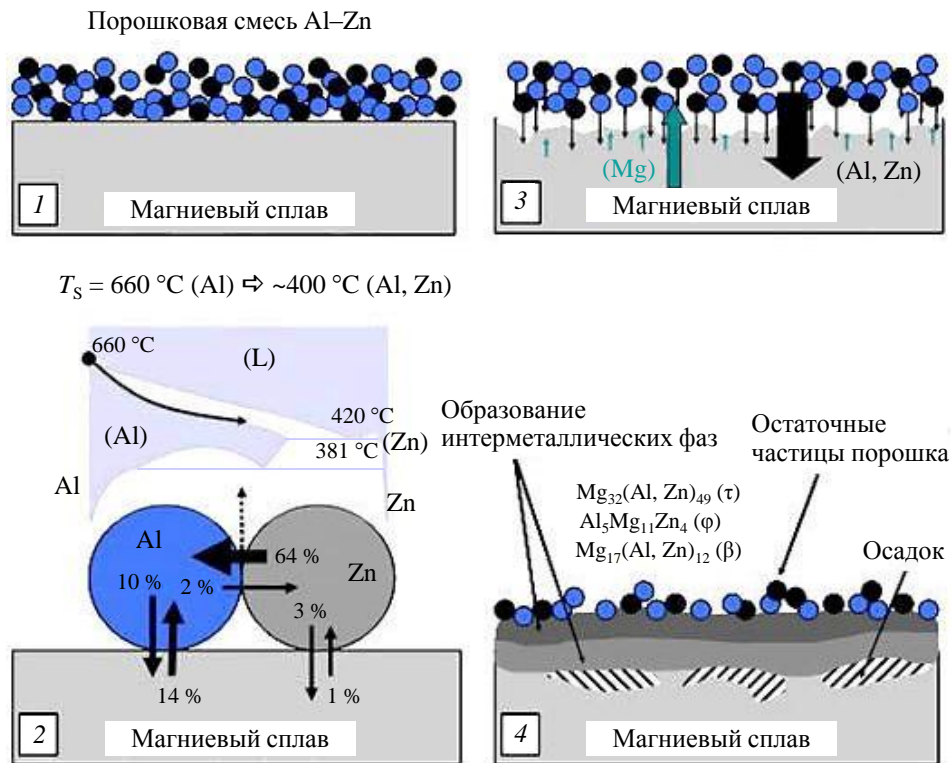 Порошковая смесь Al–Zn
1
Магниевый сплав
(Mg)
(Al, Zn)
3
Магниевый сплав
T_S = 660 °C (Al) ⇨ ~400 °C (Al, Zn)
660 °C
(L)
420 °C
(Al)
(Zn)
381 °C
Al
Zn
Al
64 %
Zn
10 %
2 %
3 %
14 %
1 %
2
Магниевый сплав
Образование
интерметаллических фаз
Остаточные
частицы порошка
Mg₃₂(Al, Zn)₄₉ (τ)
Al₅Mg₁₁Zn₄ (φ)
Mg₁₇(Al, Zn)₁₂ (β)
Осадок
4
Магниевый сплав